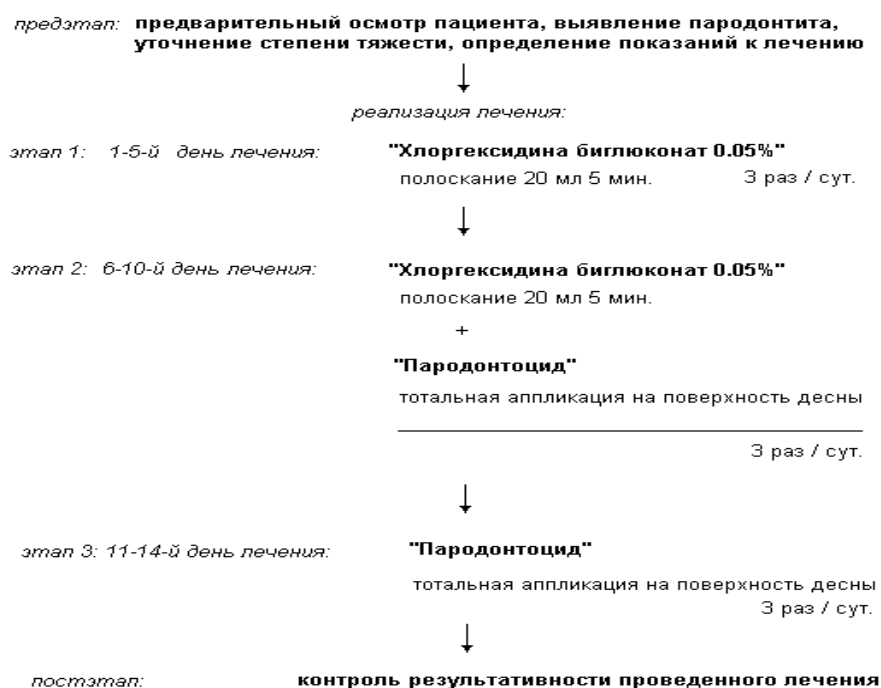 предэтап: предварительный осмотр пациента, выявление пародонтита,
уточнение степени тяжести, определение показаний к лечению
реализация лечения:
этап 1: 1-5-й день лечения: "Хлоргексидина биглюконат 0.05%"
полоскание 20 мл 5 мин. 3 раз / сут.
этап 2: 6-10-й день лечения: "Хлоргексидина биглюконат 0.05%"
полоскание 20 мл 5 мин.
+
"Пародонтоцид"
тотальная аппликация на поверхность десны
3 раз / сут.
этап 3: 11-14-й день лечения: "Пародонтоцид"
тотальная аппликация на поверхность десны
3 раз / сут.
постэтап: контроль результативности проведенного лечения